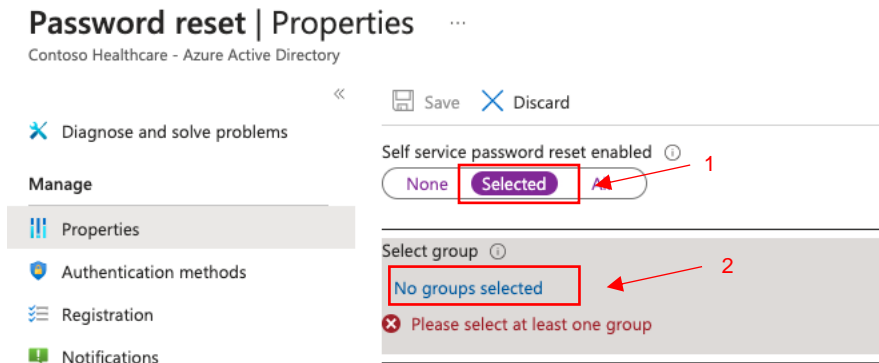 Password reset | Properties ...
Contoso Healthcare - Azure Active Directory
«
Save Discard
Diagnose and solve problems
Self service password reset enabled
1
None Selected
Manage
Properties
Select group
2
No groups selected
Authentication methods
Please select at least one group
Registration
Notifications